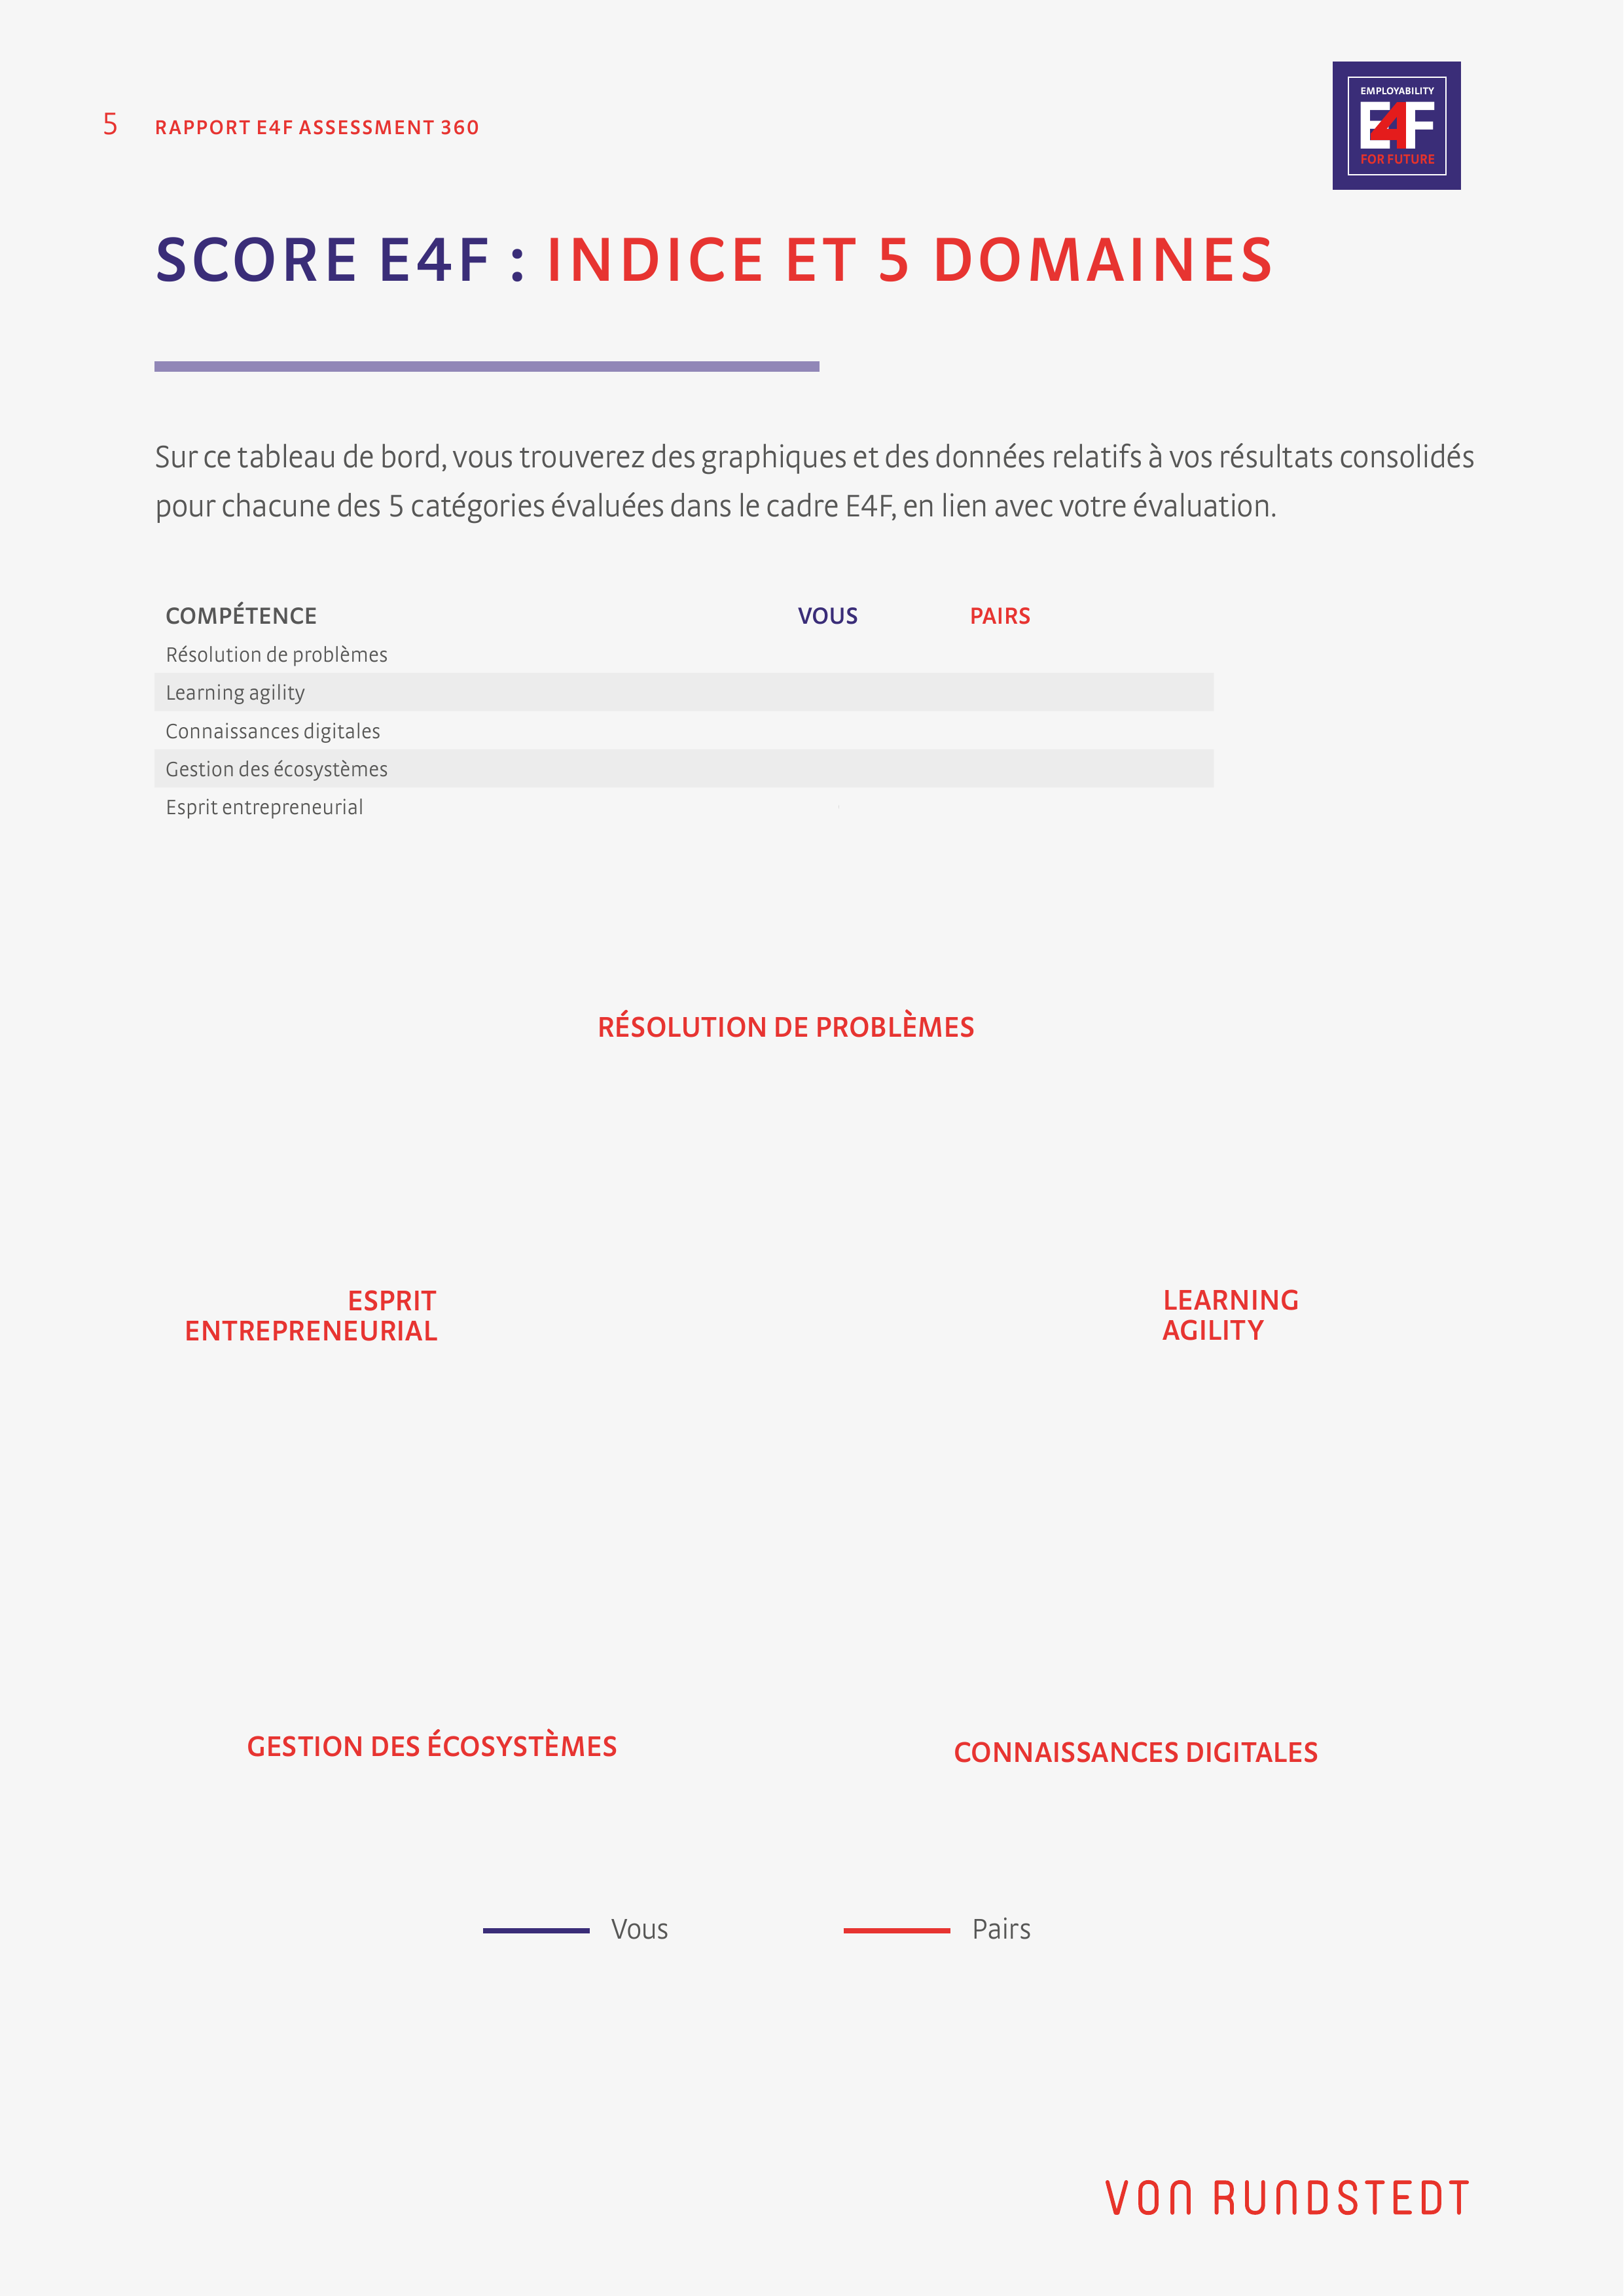 5 RAPPORT E4F ASSESSMENT 360
EMPLOYABILITY
E4F
FOR FUTURE
SCORE E4F : INDICE ET 5 DOMAINES
Sur ce tableau de bord, vous trouverez des graphiques et des données relatifs à vos résultats consolidés
pour chacune des 5 catégories évaluées dans le cadre E4F, en lien avec votre évaluation.
COMPÉTENCE VOUS PAIRS
Résolution de problèmes
Learning agility
Connaissances digitales
Gestion des écosystèmes
Esprit entrepreneurial
RÉSOLUTION DE PROBLÈMES
ESPRIT
ENTREPRENEURIAL
LEARNING
AGILITY
GESTION DES ÉCOSYSTÈMES
CONNAISSANCES DIGITALES
Vous Pairs
VON RUNDSTEDT